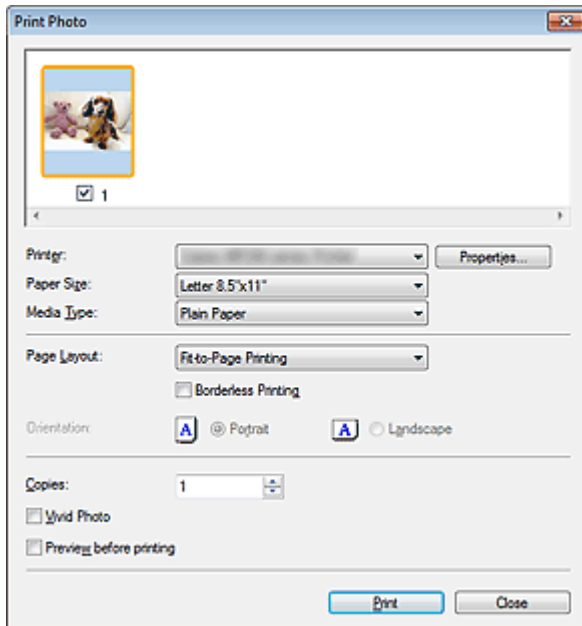 Print Photo
1
Printer:
Properties...
Paper Size: Letter 8.5"x11"
Media Type: Plain Paper
Page Layout: Fit-to-Page Printing
Borderless Printing
Orientation: A Portrait A Landscape
Copies: 1
Vivid Photo
Preview before printing
Print Close